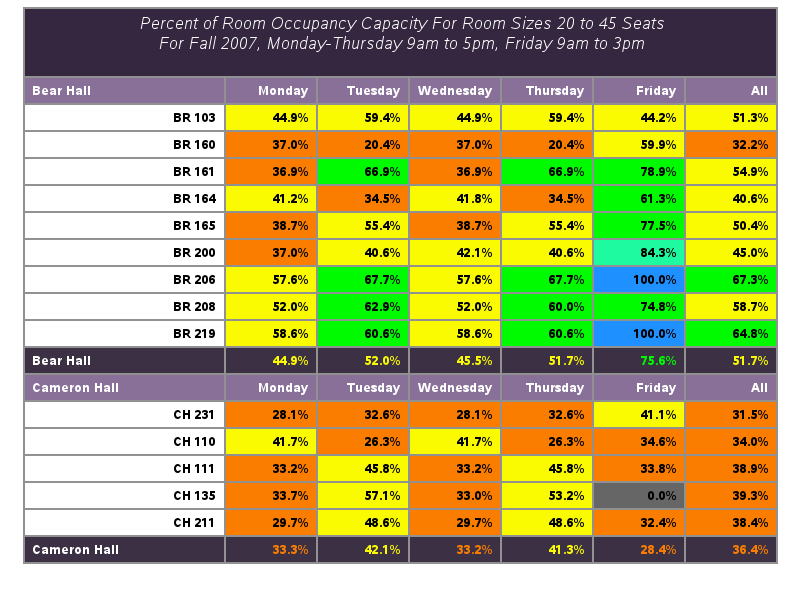 Percent of Room Occupancy Capacity For Room Sizes 20 to 45 Seats
For Fall 2007, Monday-Thursday 9am to 5pm, Friday 9am to 3pm
Bear Hall Monday Tuesday Wednesday Thursday Friday All
BR 103 44.9% 59.4% 44.9% 59.4% 44.2% 51.3%
BR 160 37.0% 20.4% 37.0% 20.4% 59.9% 32.2%
BR 161 36.9% 66.9% 36.9% 66.9% 78.9% 54.9%
BR 164 41.2% 34.5% 41.8% 34.5% 61.3% 40.6%
BR 165 38.7% 55.4% 38.7% 55.4% 77.5% 50.4%
BR 200 37.0% 40.6% 42.1% 40.6% 84.3% 45.0%
BR 206 57.6% 67.7% 57.6% 67.7% 100.0% 67.3%
BR 208 52.0% 62.9% 52.0% 60.0% 74.8% 58.7%
BR 219 58.6% 60.6% 58.6% 60.6% 100.0% 64.8%
Bear Hall 44.9% 52.0% 45.5% 51.7% 75.6% 51.7%
Cameron Hall Monday Tuesday Wednesday Thursday Friday All
CH 231 28.1% 32.6% 28.1% 32.6% 41.1% 31.5%
CH 110 41.7% 26.3% 41.7% 26.3% 34.6% 34.0%
CH 111 33.2% 45.8% 33.2% 45.8% 33.8% 38.9%
CH 135 33.7% 57.1% 33.0% 53.2% 0.0% 39.3%
CH 211 29.7% 48.6% 29.7% 48.6% 32.4% 38.4%
Cameron Hall 33.3% 42.1% 33.2% 41.3% 28.4% 36.4%